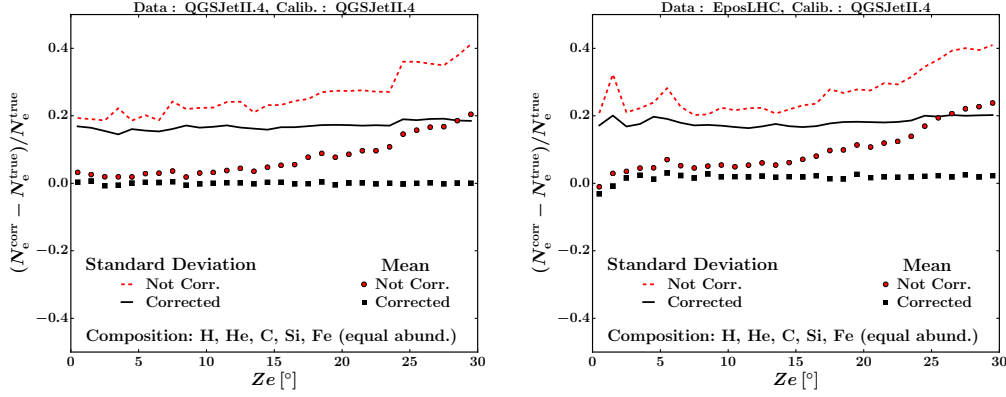 Data : QGSJetII.4, Calib. : QGSJetII.4
(N_e^corr − N_e^true)/N_e^true
0.4
0.2
0.0
−0.2
−0.4
Standard Deviation
Not Corr.
Corrected
Mean
Not Corr.
Corrected
Composition: H, He, C, Si, Fe (equal abund.)
0 5 10 15 20 25 30
Ze [°]
Data : EposLHC, Calib. : QGSJetII.4
(N_e^corr − N_e^true)/N_e^true
0.4
0.2
0.0
−0.2
−0.4
Standard Deviation
Not Corr.
Corrected
Mean
Not Corr.
Corrected
Composition: H, He, C, Si, Fe (equal abund.)
0 5 10 15 20 25 30
Ze [°]